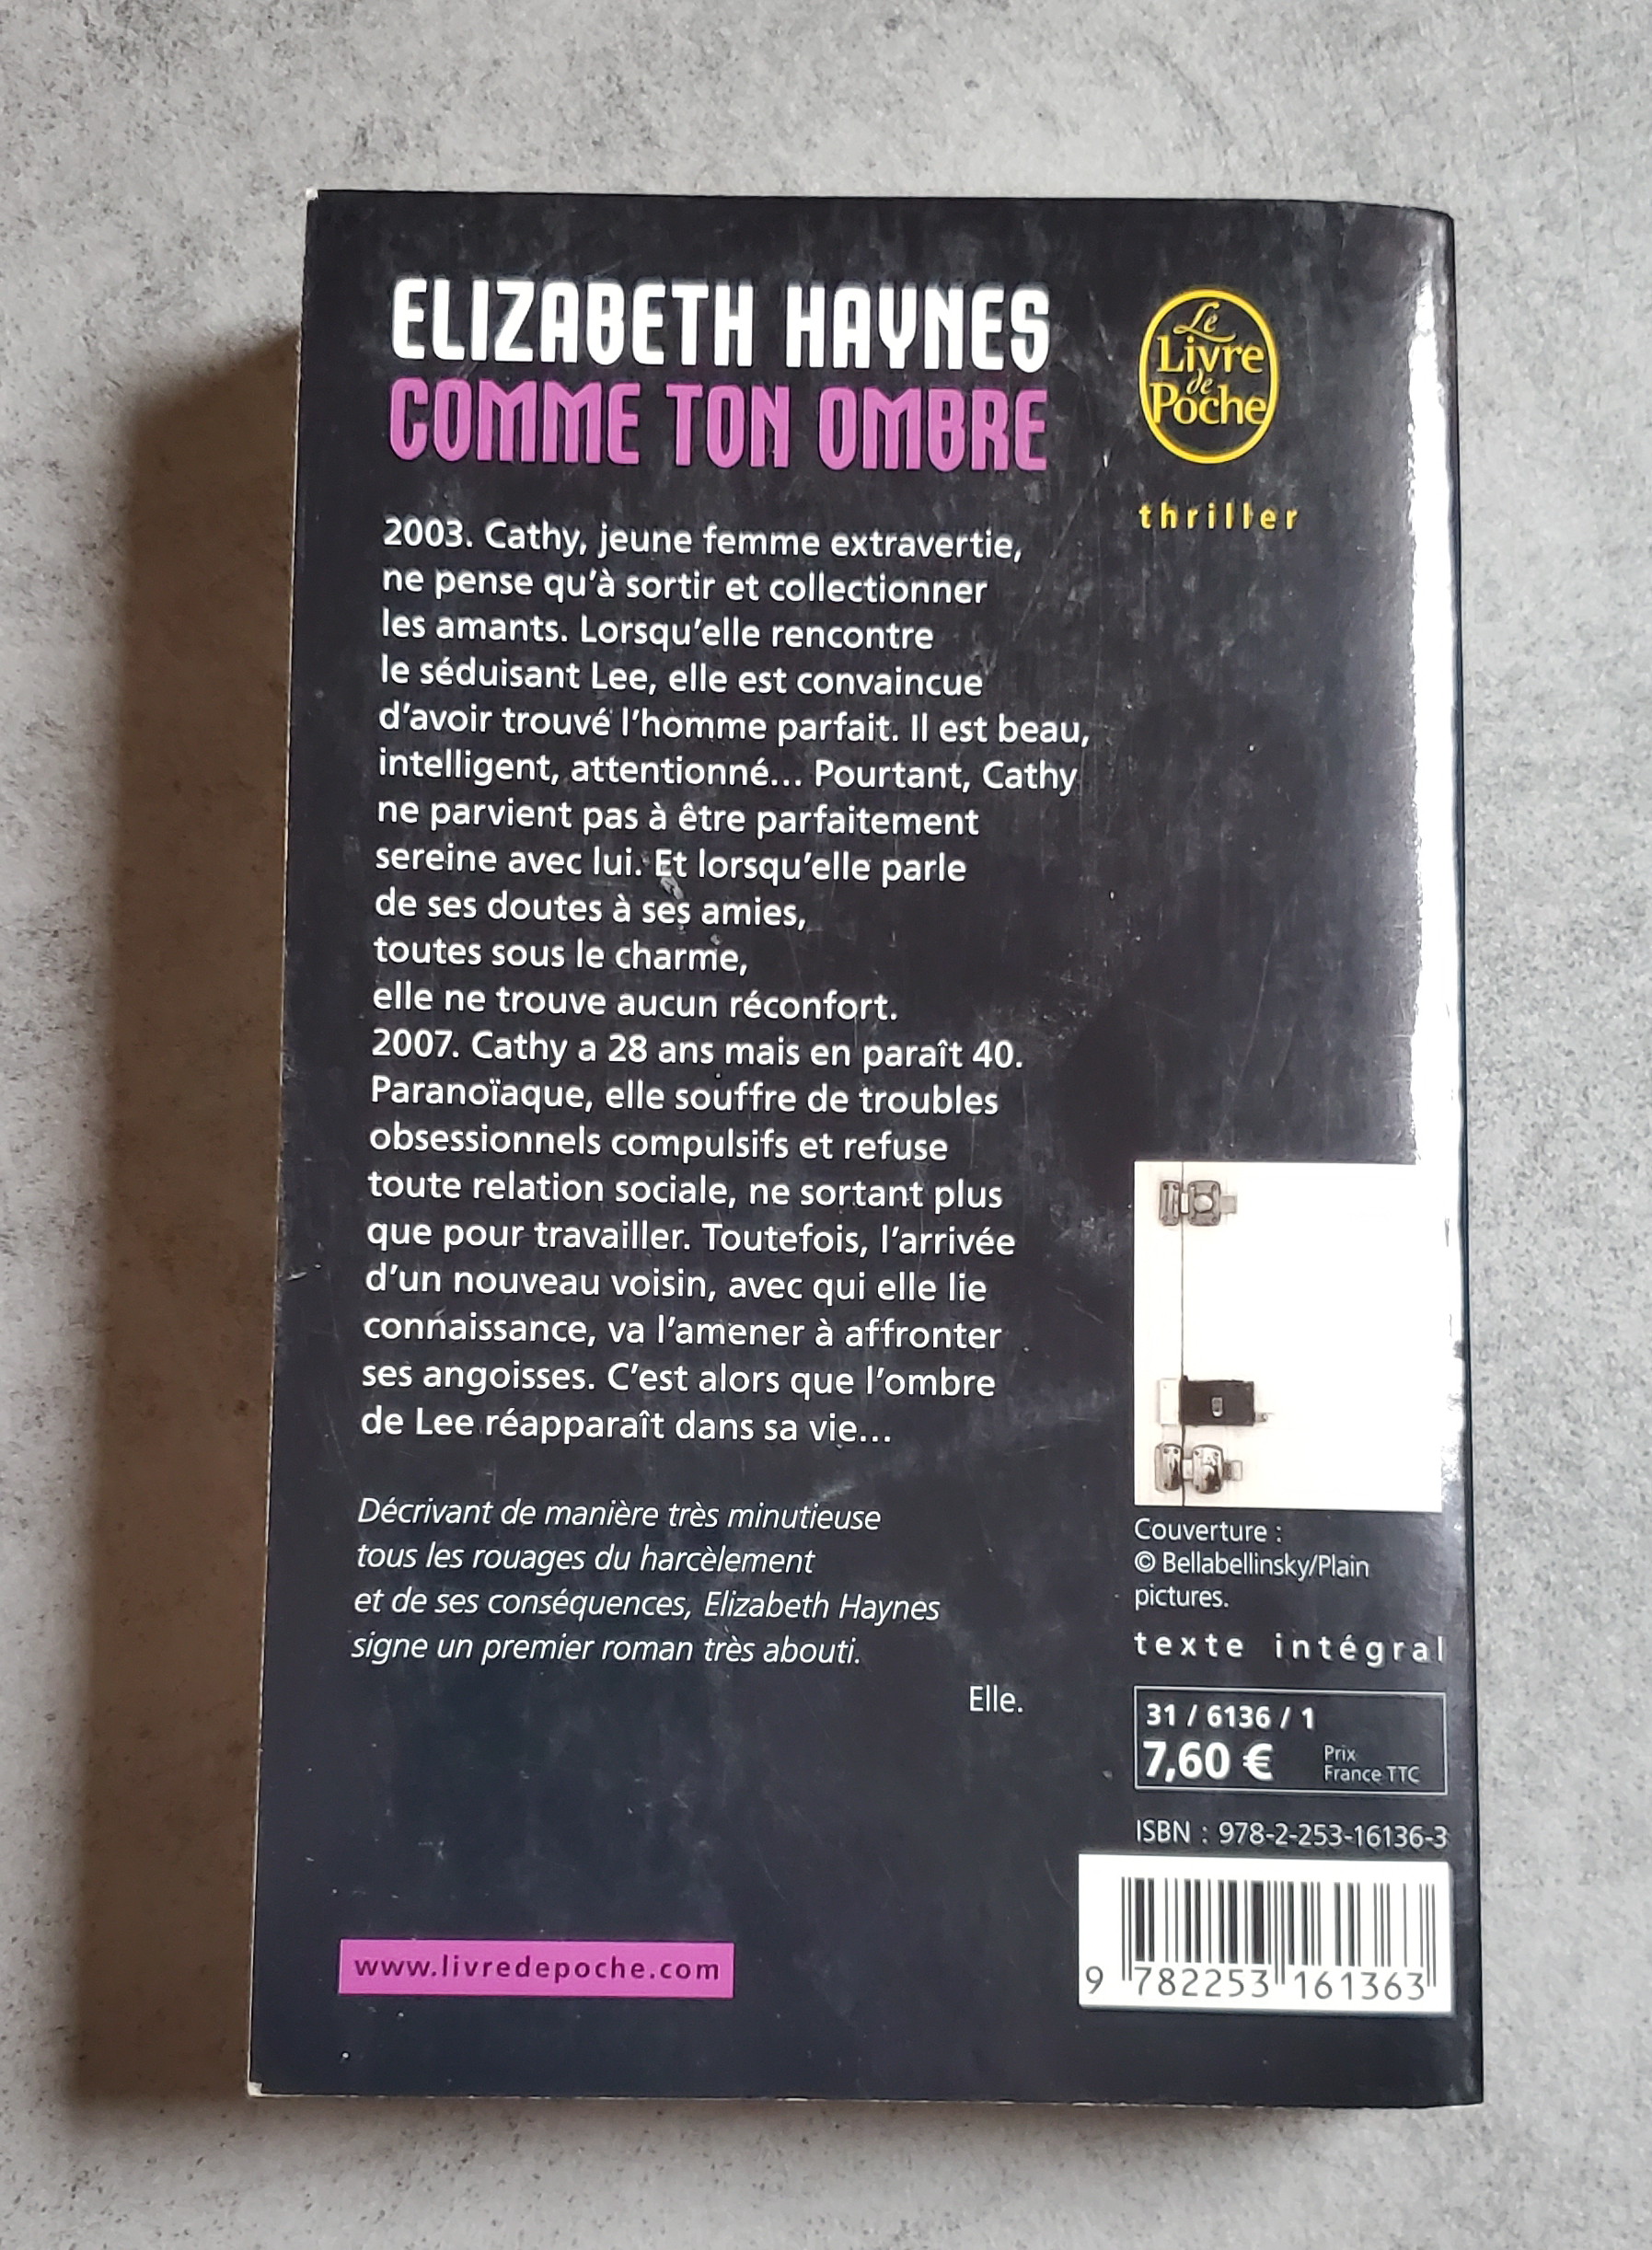 ELIZABETH HAYNES
COMME TON OMBRE
Le
Livre
de
Poche
thriller
2003. Cathy, jeune femme extravertie,
ne pense qu'à sortir et collectionner
les amants. Lorsqu'elle rencontre
le séduisant Lee, elle est convaincue
d'avoir trouvé l'homme parfait. Il est beau,
intelligent, attentionné... Pourtant, Cathy
ne parvient pas à être parfaitement
sereine avec lui. Et lorsqu'elle parle
de ses doutes à ses amies,
toutes sous le charme,
elle ne trouve aucun réconfort.
2007. Cathy a 28 ans mais en paraît 40.
Paranoïaque, elle souffre de troubles
obsessionnels compulsifs et refuse
toute relation sociale, ne sortant plus
que pour travailler. Toutefois, l'arrivée
d'un nouveau voisin, avec qui elle lie
connaissance, va l'amener à affronter
ses angoisses. C'est alors que l'ombre
de Lee réapparaît dans sa vie...
Décrivant de manière très minutieuse
tous les rouages du harcèlement
et de ses conséquences, Elizabeth Haynes
signe un premier roman très abouti.
Elle.
Couverture :
© Bellabellinsky/Plain
pictures.
texte intégral
31 / 6136 / 1
7,60 € Prix
France TTC
ISBN : 978-2-253-16136-3
9 782253 161363
www.livredepoche.com